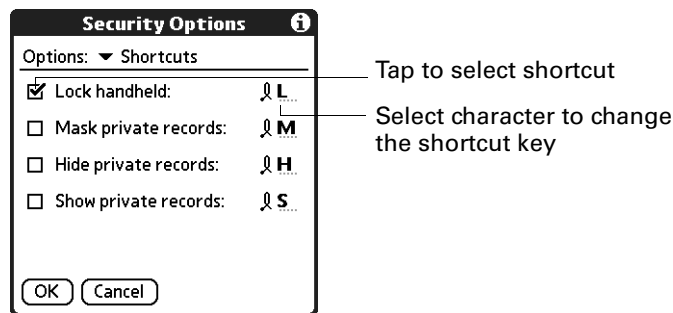 Security Options i
Options: Shortcuts
Lock handheld: L
Mask private records: M
Hide private records: H
Show private records: S
OK Cancel
Tap to select shortcut
Select character to change
the shortcut key